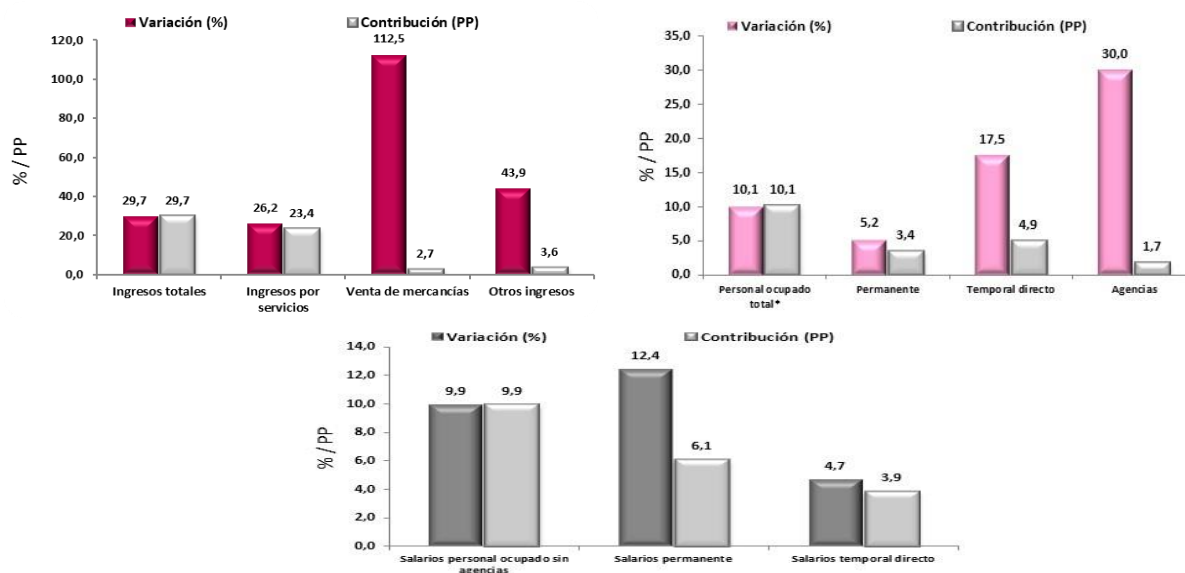 Variación (%) Contribución (PP)
120,0
100,0
80,0
60,0
40,0
20,0
0,0
% / PP
29,7 29,7
26,2 23,4
112,5 2,7
43,9 3,6
Ingresos totales
Ingresos por servicios
Venta de mercancías
Otros ingresos
Variación (%) Contribución (PP)
35,0
30,0
25,0
20,0
15,0
10,0
5,0
0,0
% / PP
10,1 10,1
5,2 3,4
17,5 4,9
30,0 1,7
Personal ocupado total*
Permanente
Temporal directo
Agencias
Variación (%) Contribución (PP)
14,0
12,0
10,0
8,0
6,0
4,0
2,0
0,0
% / PP
9,9 9,9
12,4 6,1
4,7 3,9
Salarios personal ocupado sin agencias
Salarios permanente
Salarios temporal directo